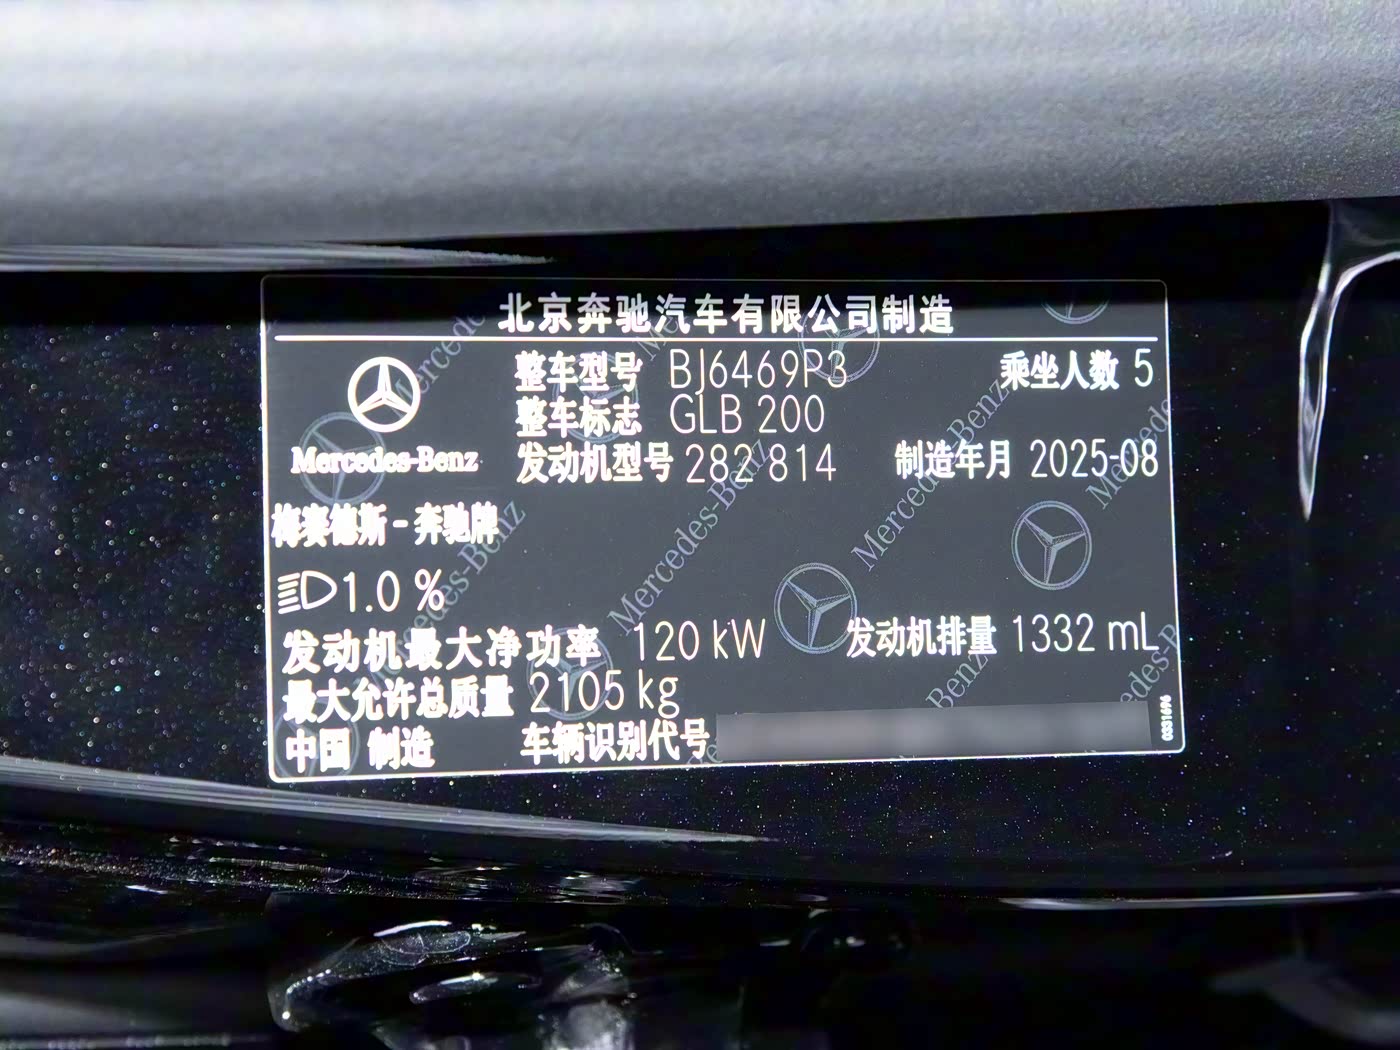 北京奔驰汽车有限公司制造
整车型号 BJ6469P3 乘坐人数 5
整车标志 GLB 200
Mercedes-Benz
发动机型号 282 814 制造年月 2025-08
梅赛德斯-奔驰牌
1.0 %
发动机最大净功率 120 kW 发动机排量 1332 mL
最大允许总质量 2105 kg
中国 制造 车辆识别代号
0331696